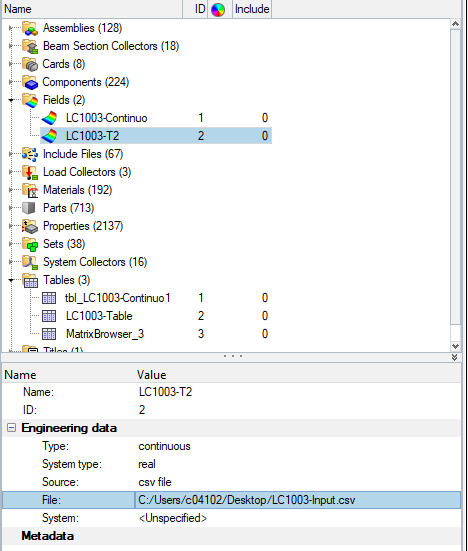 Name ID Include
Assemblies (128)
Beam Section Collectors (18)
Cards (8)
Components (224)
Fields (2)
LC1003-Continuo 1 0
LC1003-T2 2 0
Include Files (67)
Load Collectors (3)
Materials (192)
Parts (713)
Properties (2137)
Sets (38)
System Collectors (16)
Tables (3)
tbl_LC1003-Continuo1 1 0
LC1003-Table 2 0
MatrixBrowser_3 3 0
Titles (1)
Name Value
Name: LC1003-T2
ID: 2
Engineering data
Type: continuous
System type: real
Source: csv file
File: C:/Users/c04102/Desktop/LC1003-Input.csv
System: <Unspecified>
Metadata